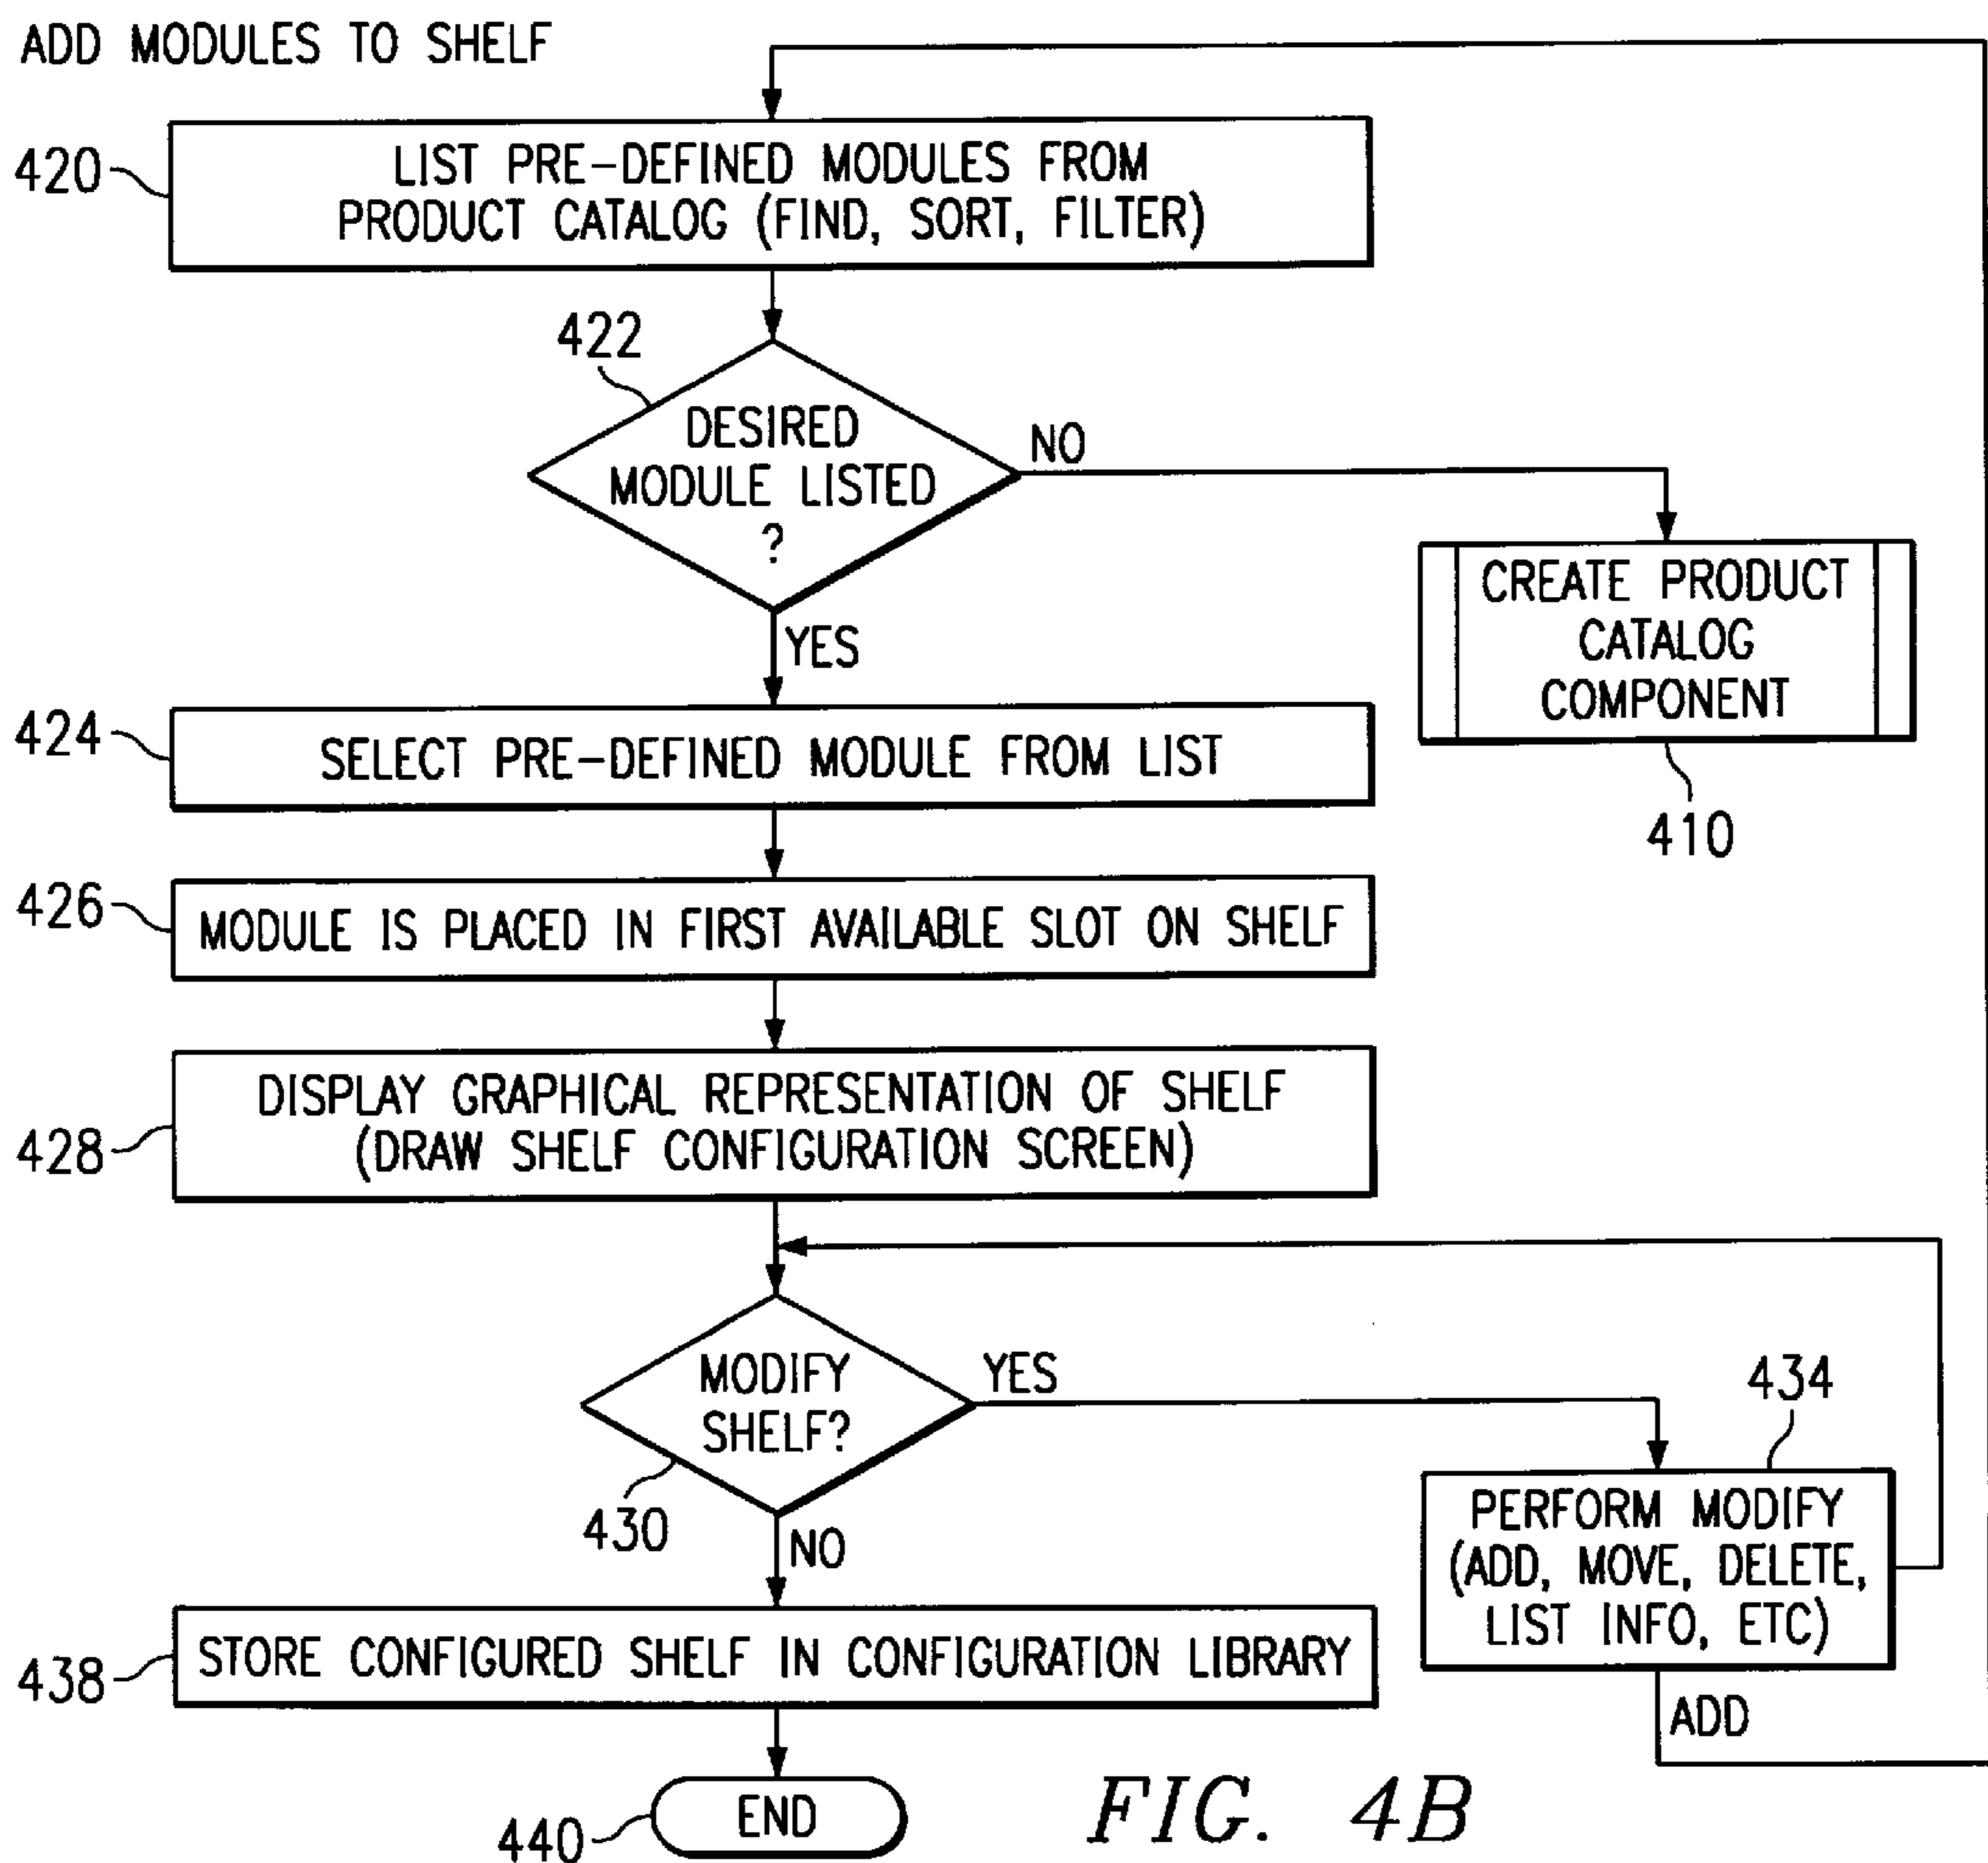 ADD MODULES TO SHELF
420
LIST PRE-DEFINED MODULES FROM
PRODUCT CATALOG (FIND, SORT, FILTER)
422
DESIRED
MODULE LISTED
?
NO
YES
CREATE PRODUCT
CATALOG
COMPONENT
410
424
SELECT PRE-DEFINED MODULE FROM LIST
426
MODULE IS PLACED IN FIRST AVAILABLE SLOT ON SHELF
428
DISPLAY GRAPHICAL REPRESENTATION OF SHELF
(DRAW SHELF CONFIGURATION SCREEN)
MODIFY
SHELF?
YES
430
NO
434
PERFORM MODIFY
(ADD, MOVE, DELETE,
LIST INFO, ETC)
ADD
438
STORE CONFIGURED SHELF IN CONFIGURATION LIBRARY
440
END
FIG. 4B